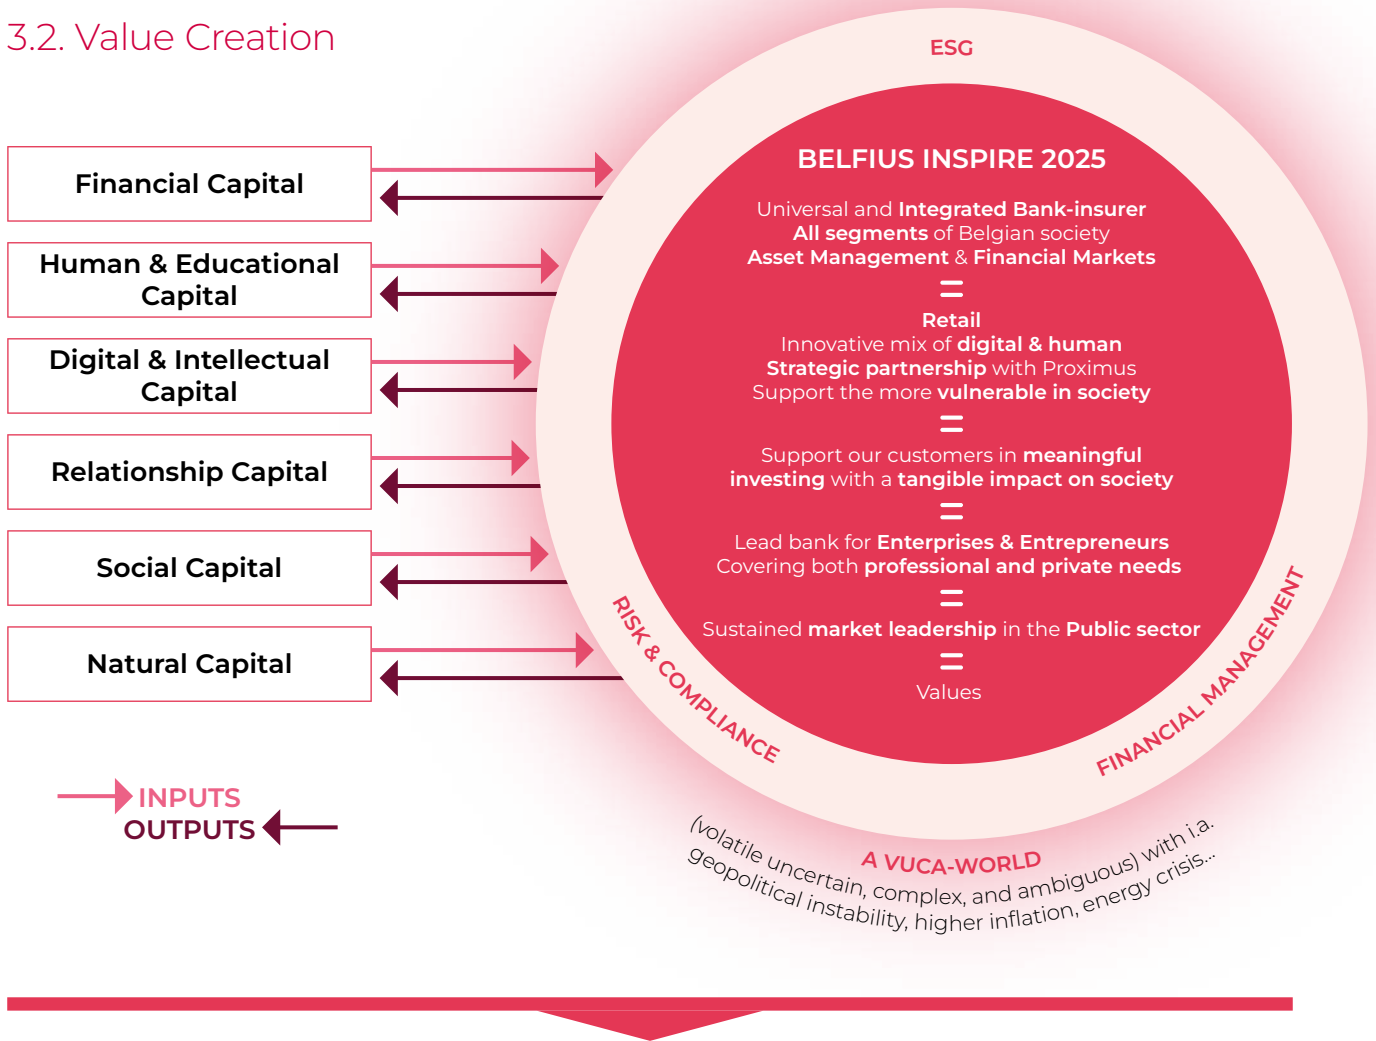 3.2. Value Creation
Financial Capital
Human & Educational
Capital
Digital & Intellectual
Capital
Relationship Capital
Social Capital
Natural Capital
INPUTS
OUTPUTS
ESG
BELFIUS INSPIRE 2025
Universal and Integrated Bank-insurer
All segments of Belgian society
Asset Management & Financial Markets
=
Retail
Innovative mix of digital & human
Strategic partnership with Proximus
Support the more vulnerable in society
=
Support our customers in meaningful
investing with a tangible impact on society
=
Lead bank for Enterprises & Entrepreneurs
Covering both professional and private needs
=
Sustained market leadership in the Public sector
=
Values
RISK & COMPLIANCE
FINANCIAL MANAGEMENT
A VUCA-WORLD
(volatile uncertain, complex, and ambiguous) with i.a.
geopolitical instability, higher inflation, energy crisis...